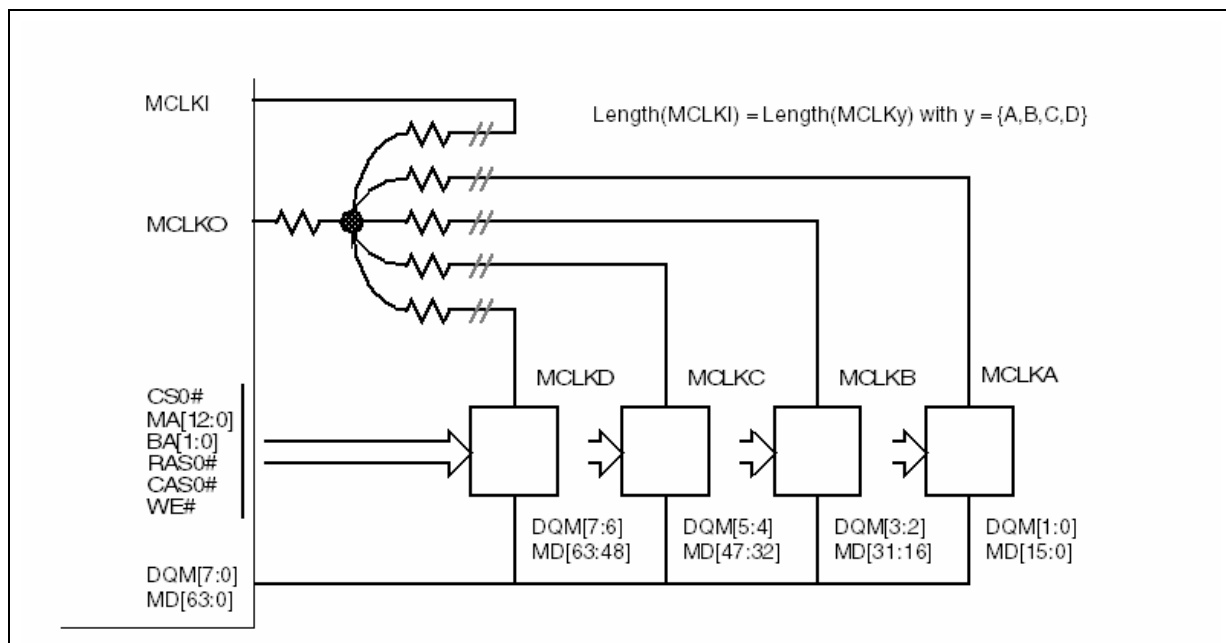 MCLKI
Length(MCLKI) = Length(MCLKy) with y = {A,B,C,D}
MCLKO
MCLKD
MCLKC
MCLKB
MCLKA
CS0#
MA[12:0]
BA[1:0]
RAS0#
CAS0#
WE#
DQM[7:6]
MD[63:48]
DQM[5:4]
MD[47:32]
DQM[3:2]
MD[31:16]
DQM[1:0]
MD[15:0]
DQM[7:0]
MD[63:0]